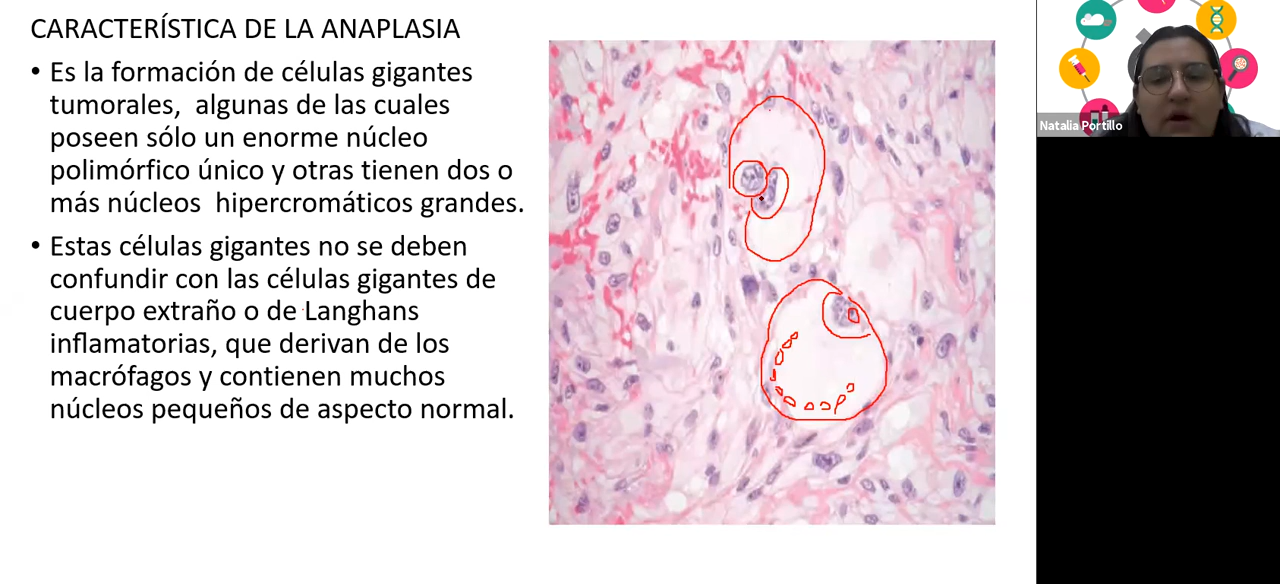 CARACTERÍSTICA DE LA ANAPLASIA
• Es la formación de células gigantes
tumorales,  algunas de las cuales
poseen sólo un enorme núcleo
polimórfico único y otras tienen dos o
más núcleos  hipercromáticos grandes.
• Estas células gigantes no se deben
confundir con las células gigantes de
cuerpo extraño o de Langhans
inflamatorias, que derivan de los
macrófagos y contienen muchos
núcleos pequeños de aspecto normal.
Natalia Portillo